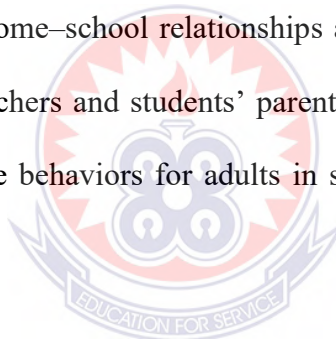 ome–school relationships a
chers and students’ parent
e behaviors for adults in s
EDUCATION FOR SERVICE